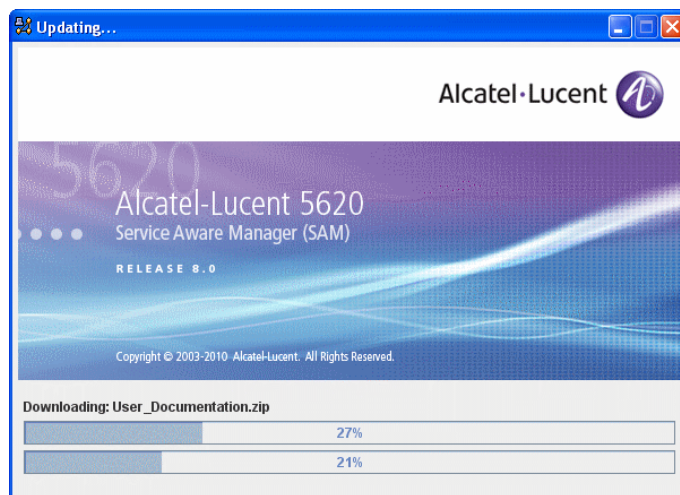 Updating...
Alcatel·Lucent
5620
Alcatel-Lucent 5620
Service Aware Manager (SAM)
RELEASE 8.0
Copyright © 2003-2010 Alcatel-Lucent. All Rights Reserved.
Downloading: User_Documentation.zip
27%
21%